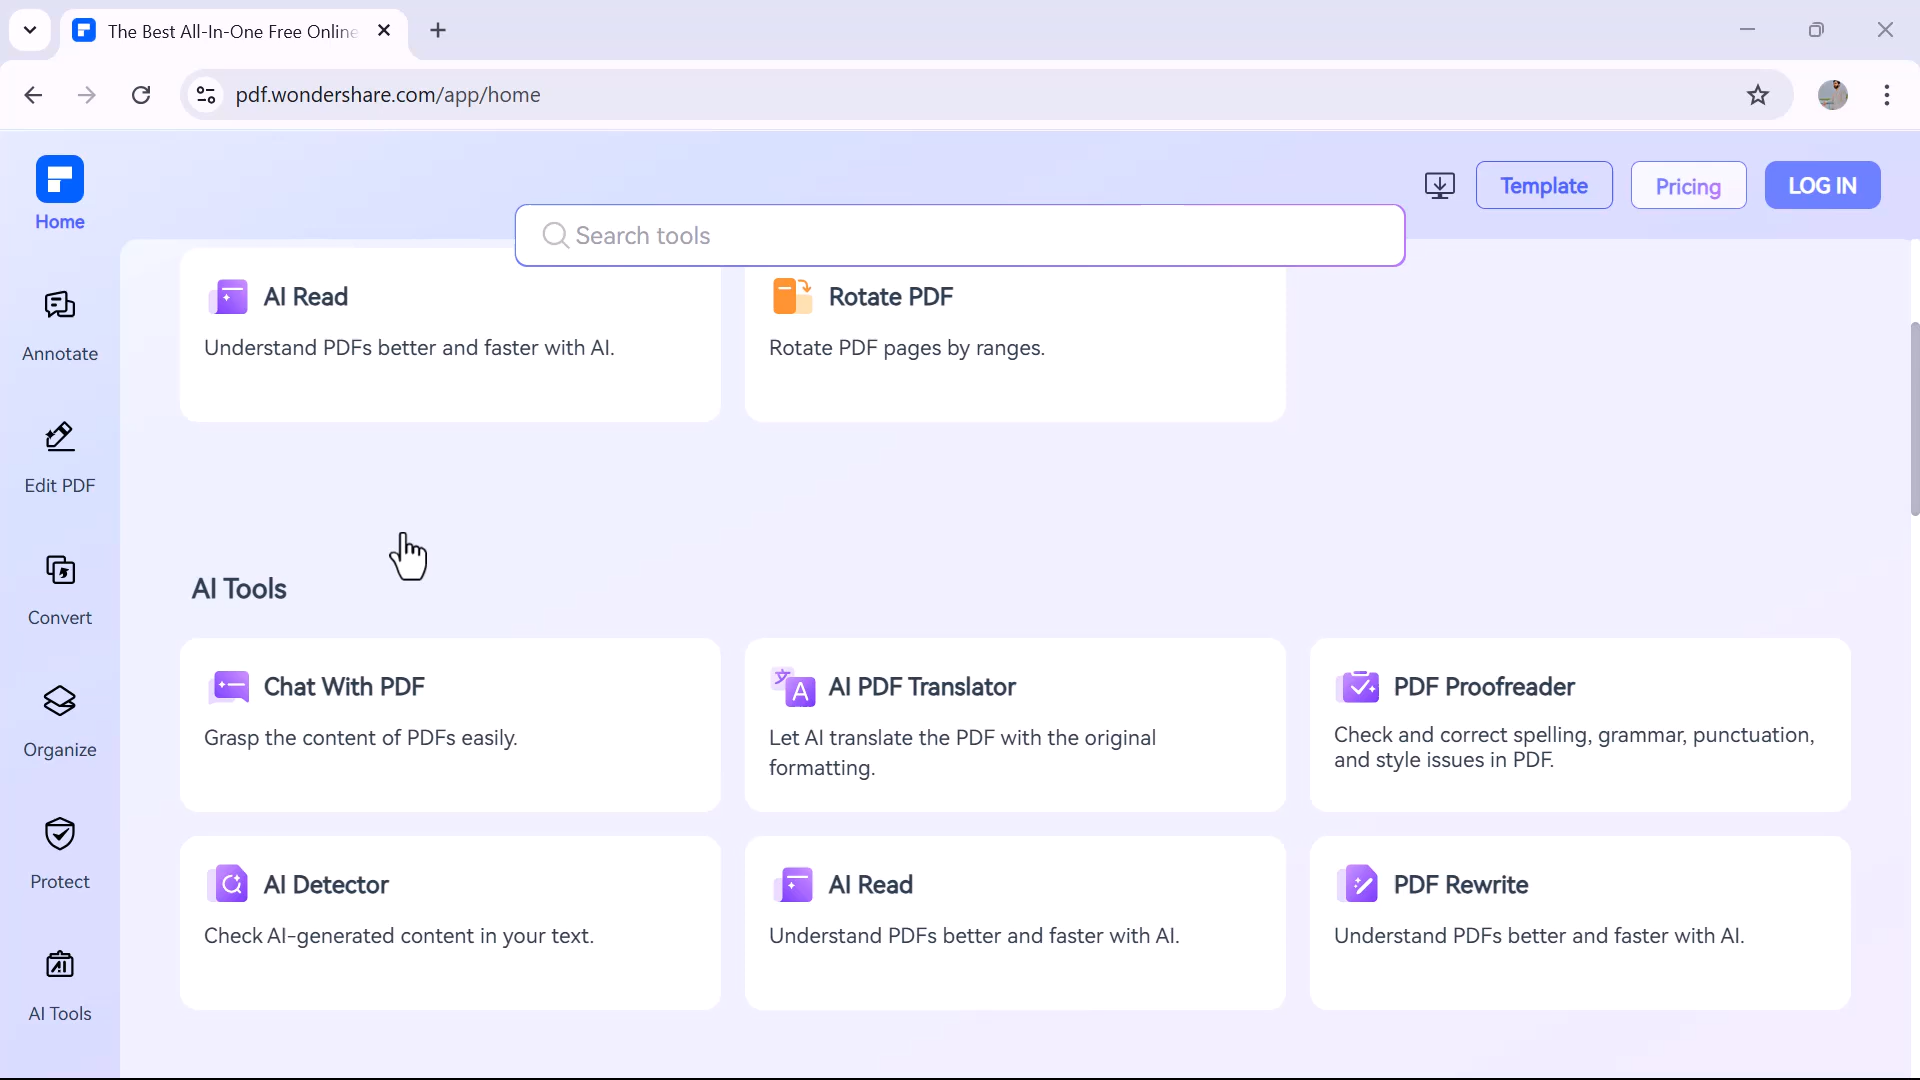 The Best All-In-One Free Online
pdf.wondershare.com/app/home
Home
Template
Pricing
LOG IN
Search tools
Annotate
Edit PDF
Convert
Organize
Protect
AI Tools
AI Read
Understand PDFs better and faster with AI.
Rotate PDF
Rotate PDF pages by ranges.
AI Tools
Chat With PDF
Grasp the content of PDFs easily.
AI PDF Translator
Let AI translate the PDF with the original
formatting.
PDF Proofreader
Check and correct spelling, grammar, punctuation,
and style issues in PDF.
AI Detector
Check AI-generated content in your text.
AI Read
Understand PDFs better and faster with AI.
PDF Rewrite
Understand PDFs better and faster with AI.